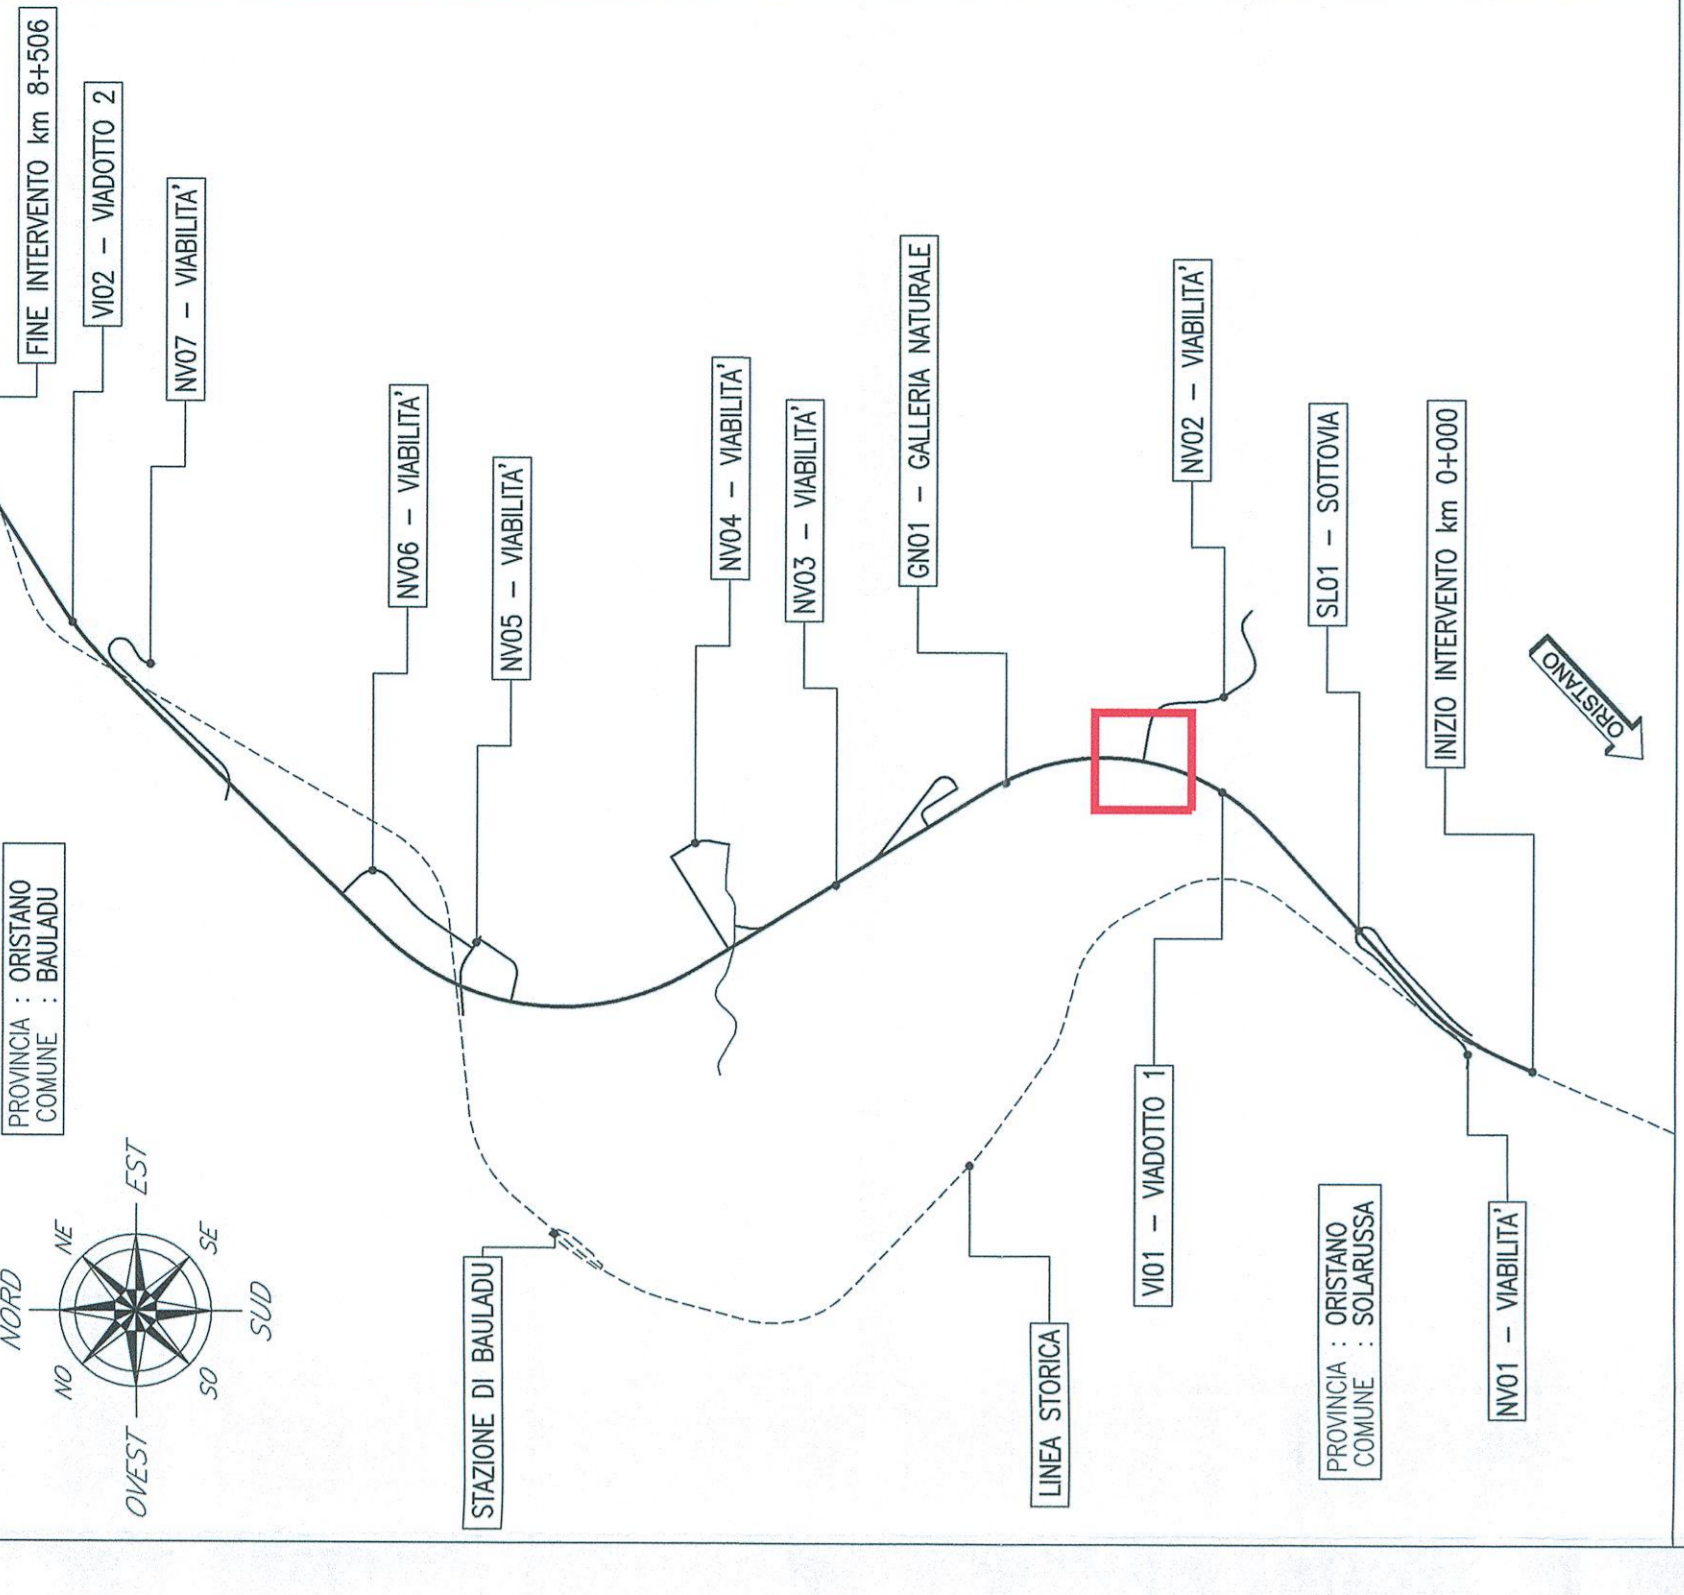 FINE INTERVENTO km 8+506
VI02 – VIADOTTO 2
NV07 – VIABILITA'
NV06 – VIABILITA'
NV05 – VIABILITA'
NV04 – VIABILITA'
NV03 – VIABILITA'
GN01 – GALLERIA NATURALE
NV02 – VIABILITA'
SL01 – SOTTOVIA
INIZIO INTERVENTO km 0+000
ORISTANO
PROVINCIA : ORISTANO
COMUNE : BAULADU
NORD
NE
EST
SE
SUD
SO
OVEST
NO
STAZIONE DI BAULADU
LINEA STORICA
VI01 – VIADOTTO 1
PROVINCIA : ORISTANO
COMUNE : SOLARUSSA
NV01 – VIABILITA'